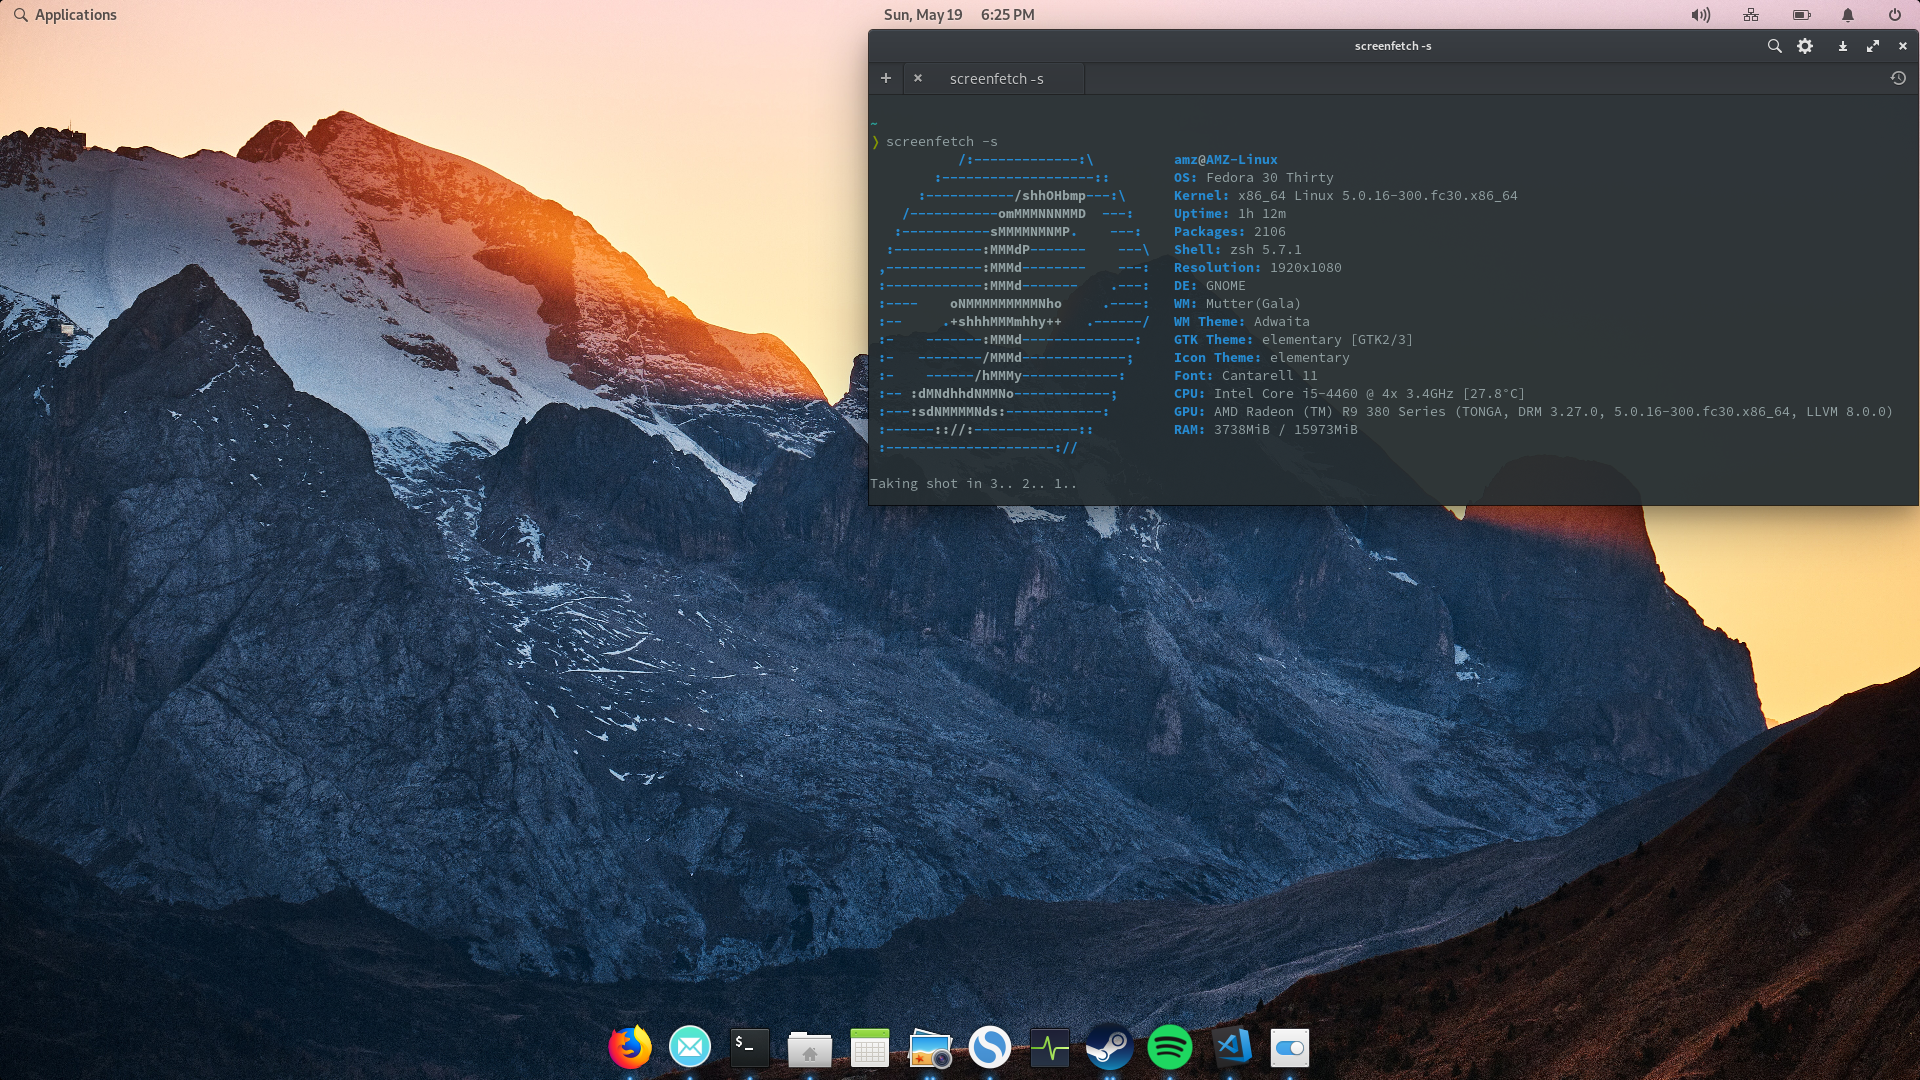 Applications
Sun, May 19 6:25 PM
screenfetch -s
screenfetch -s
~
❯ screenfetch -s
/:-------------:\ amz@AMZ-Linux
:-------------------:: OS: Fedora 30 Thirty
:-----------/shhOHbmp---:\ Kernel: x86_64 Linux 5.0.16-300.fc30.x86_64
/-----------omMMMNNNMMD ---: Uptime: 1h 12m
:-----------sMMMMNMNMP. ---: Packages: 2106
:-----------:MMMdP------- ---\ Shell: zsh 5.7.1
,------------:MMMd-------- ---: Resolution: 1920x1080
:------------:MMMd------- .---: DE: GNOME
:---- oNMMMMMMMMMNho .----: WM: Mutter(Gala)
:-- .+shhhMMMmhhy++ .------/ WM Theme: Adwaita
:- -------:MMMd--------------: GTK Theme: elementary [GTK2/3]
:- --------/MMMd-------------; Icon Theme: elementary
:- ------/hMMMy------------: Font: Cantarell 11
:-- :dMNdhhdNMMNo------------; CPU: Intel Core i5-4460 @ 4x 3.4GHz [27.8°C]
:---:sdNMMMMNds:------------: GPU: AMD Radeon (TM) R9 380 Series (TONGA, DRM 3.27.0, 5.0.16-300.fc30.x86_64, LLVM 8.0.0)
:------:://:-------------:: RAM: 3738MiB / 15973MiB
:---------------------://
Taking shot in 3.. 2.. 1..
$_